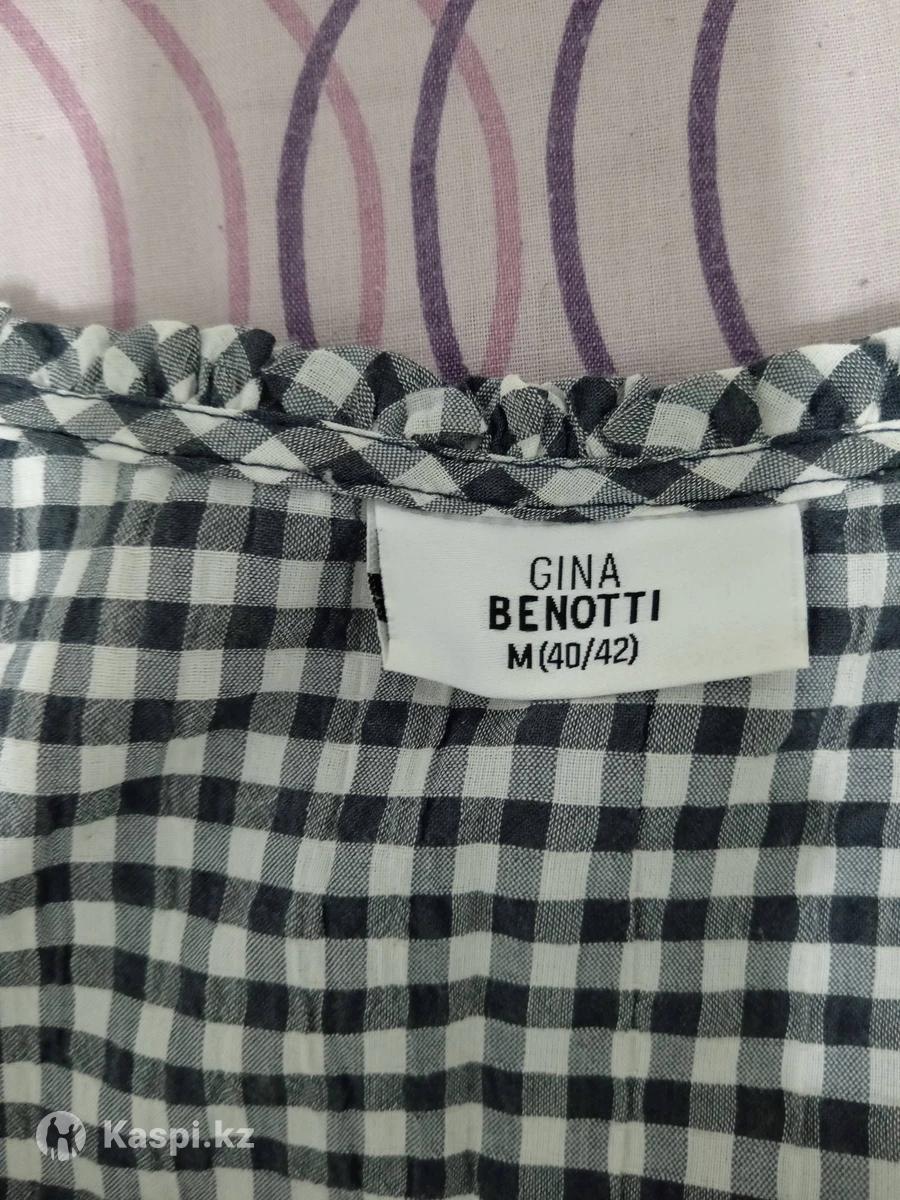 GINA
BENOTTI
M(40/42)
Kaspi.kz